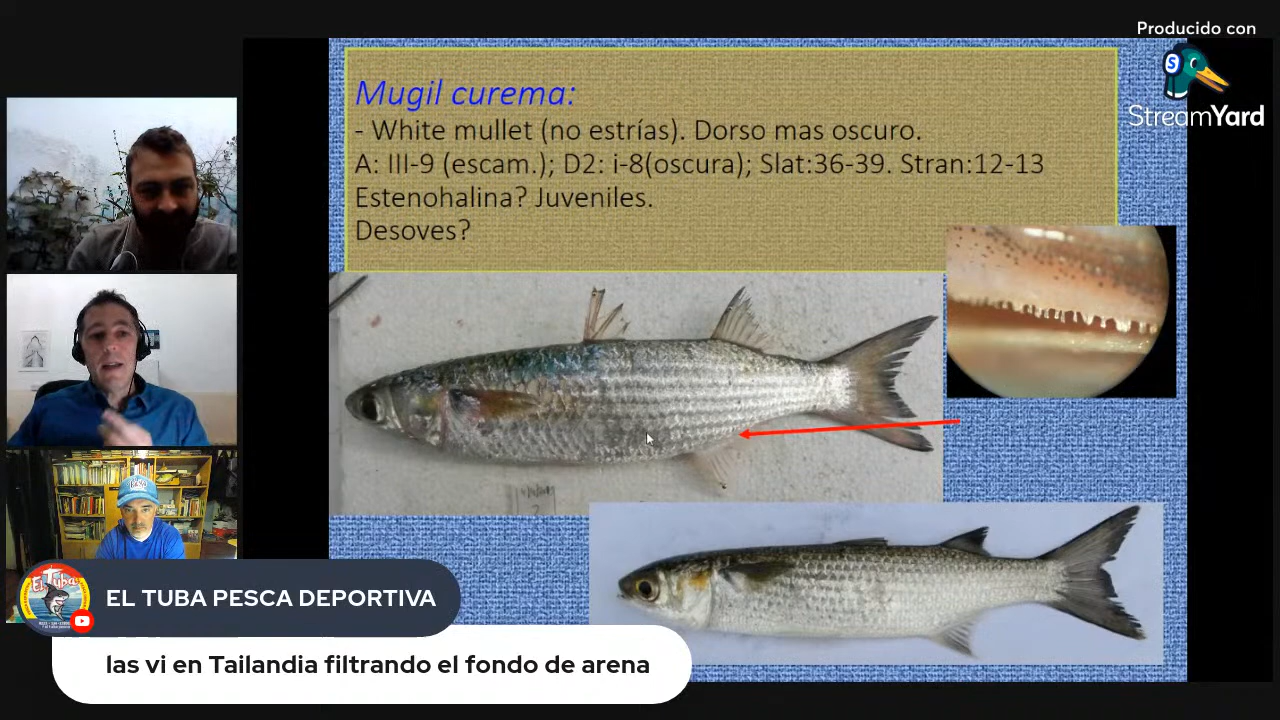 Producido con
StreamYard
Mugil curema:
- White mullet (no estrías). Dorso mas oscuro.
A: III-9 (escam.); D2: i-8(oscura); Slat:36-39. Stran:12-13
Estenohalina? Juveniles.
Desoves?
El Tuba
EL TUBA PESCA DEPORTIVA
las vi en Tailandia filtrando el fondo de arena